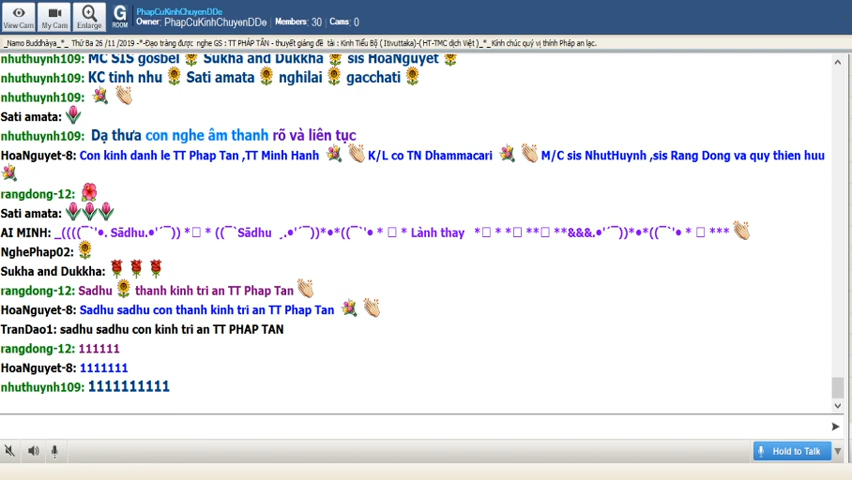 View Cam
My Cam
Enlarge
G
ROOM
PhapCuKinhChuyenDDe
Owner: PhapCuKinhChuyenDDe Members: 30 Cams: 0
_Namo Buddhàya_*_ Thứ Ba 26 /11 /2019 -*-Đạo tràng được nghe GS : TT PHÁP TÂN - thuyết giảng đề tài : Kinh Tiểu Bộ ( Itivuttaka)-( HT-TMC dịch Việt )_*_Kính chúc quý vị thính Pháp an lạc.
nhuthuynh109: MC SIS gosbel Sukha and Dukkha sis HoaNguyet
KC tinh nhu Sati amata nghilai gacchati
nhuthuynh109:
Sati amata:
nhuthuynh109: Dạ thưa con nghe âm thanh rõ và liên tục
HoaNguyet-8: Con kinh danh le TT Phap Tan ,TT Minh Hanh K/L co TN Dhammacari M/C sis NhutHuynh ,sis Rang Dong va quy thien huu
rangdong-12:
Sati amata:
AI MINH: _((((¯`'•. Sādhu.•'´¯)) *□ * ((¯`Sādhu ¸.•'´¯))*•*((¯`'• * □ * Lành thay *□ * *□ **□ **&&&.•'´¯))*•*((¯`'• * □ ***
NghePhap02:
Sukha and Dukkha:
rangdong-12: Sadhu thanh kinh tri an TT Phap Tan
HoaNguyet-8: Sadhu sadhu con thanh kinh tri an TT Phap Tan
TranDao1: sadhu sadhu con kinh tri an TT PHAP TAN
rangdong-12: 111111
HoaNguyet-8: 1111111
nhuthuynh109: 1111111111
Hold to Talk